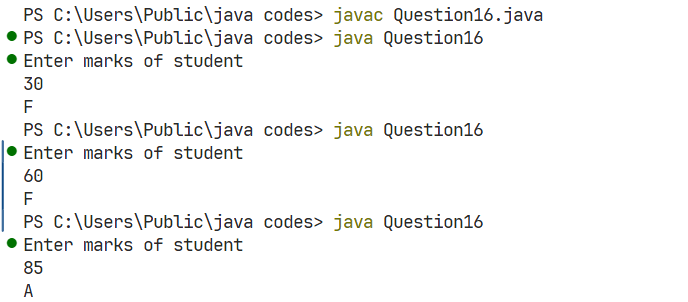 PS C:\Users\Public\java codes> javac Question16.java
PS C:\Users\Public\java codes> java Question16
Enter marks of student
30
F
PS C:\Users\Public\java codes> java Question16
Enter marks of student
60
F
PS C:\Users\Public\java codes> java Question16
Enter marks of student
85
A